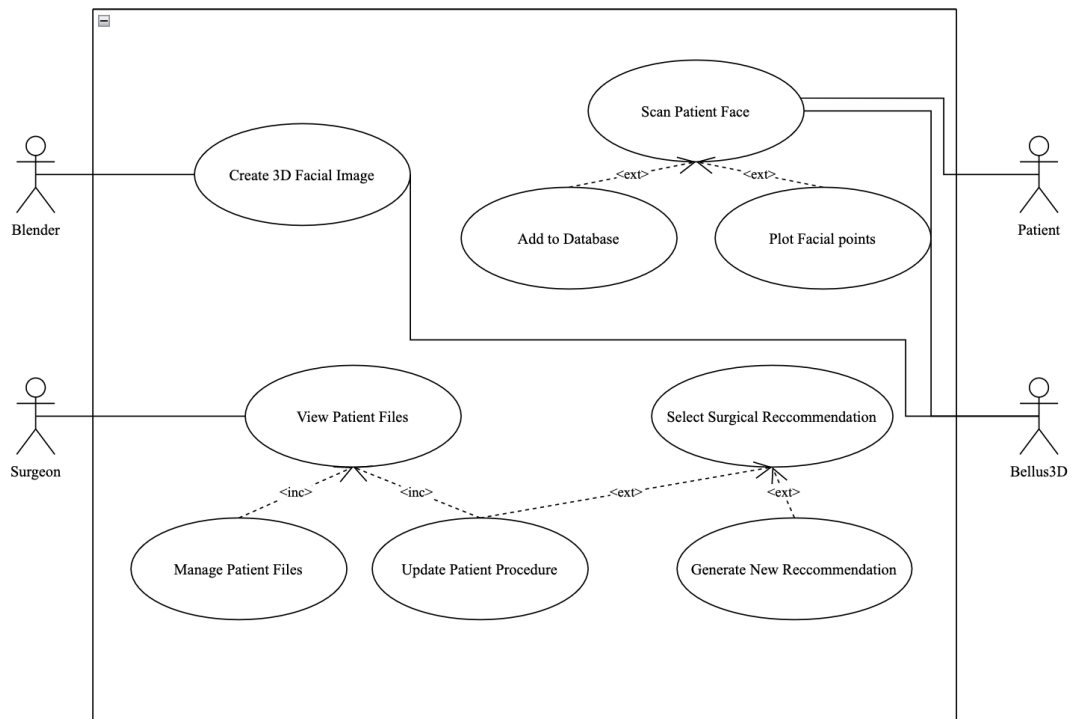 Scan Patient Face
Create 3D Facial Image
<ext>
<ext>
Blender
Patient
Add to Database
Plot Facial points
View Patient Files
Select Surgical Reccommendation
Surgeon
Bellus3D
<inc>
<inc>
<ext>
<ext>
Manage Patient Files
Update Patient Procedure
Generate New Reccommendation